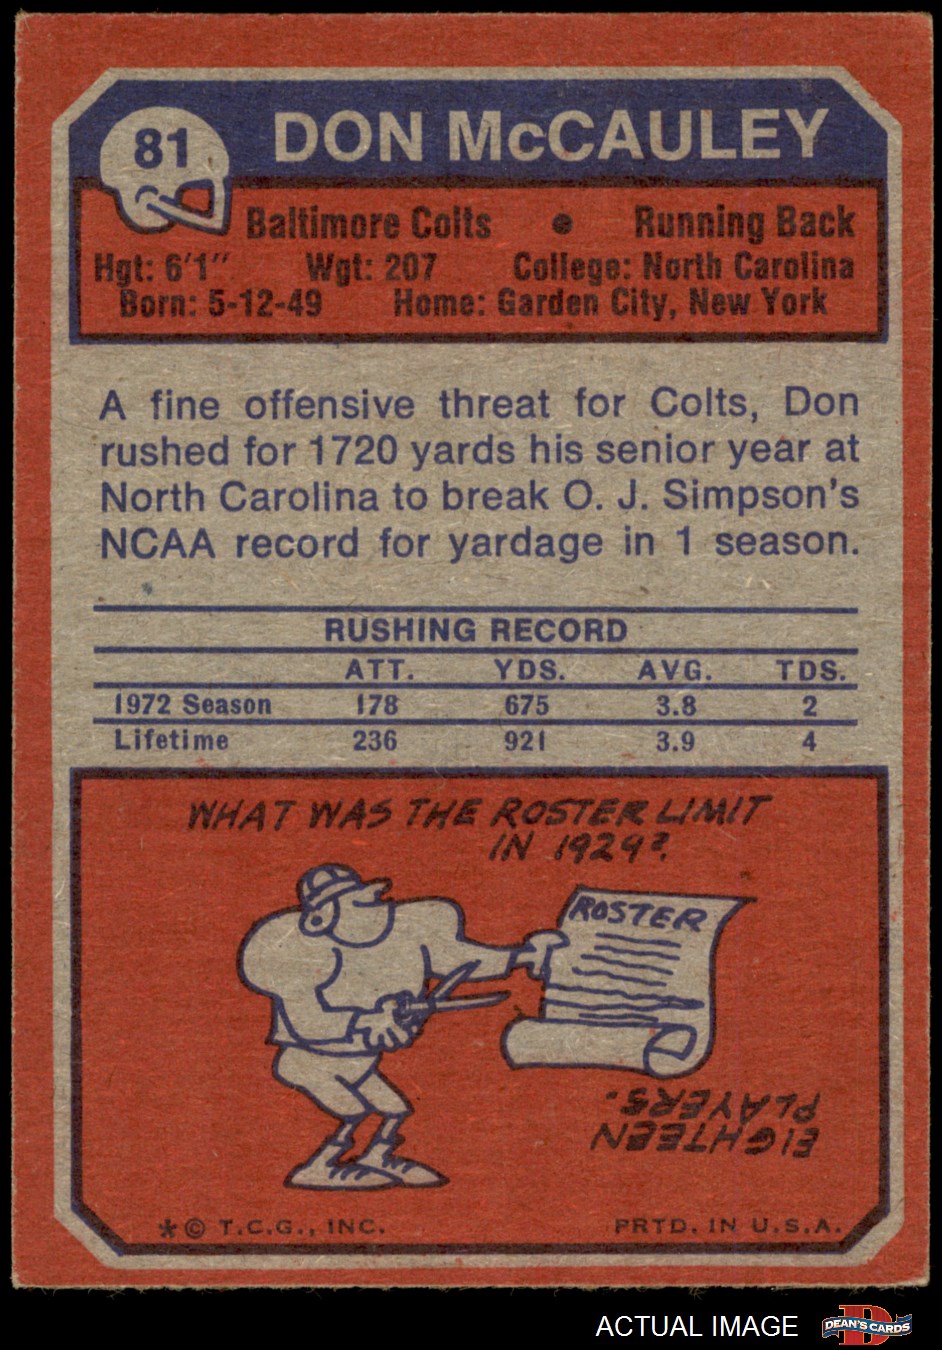 81
DON McCAULEY
Baltimore Colts • Running Back
Hgt: 6'1" Wgt: 207 College: North Carolina
Born: 5-12-49 Home: Garden City, New York
A fine offensive threat for Colts, Don
rushed for 1720 yards his senior year at
North Carolina to break O. J. Simpson's
NCAA record for yardage in 1 season.
RUSHING RECORD
ATT. YDS. AVG. TDS.
1972 Season 178 675 3.8 2
Lifetime 236 921 3.9 4
WHAT WAS THE ROSTER LIMIT
IN 1929?
ROSTER
EIGHTEEN
PLAYERS.
*© T.C.G., INC. PRTD. IN U.S.A.
ACTUAL IMAGE
D
DEAN'S CARDS